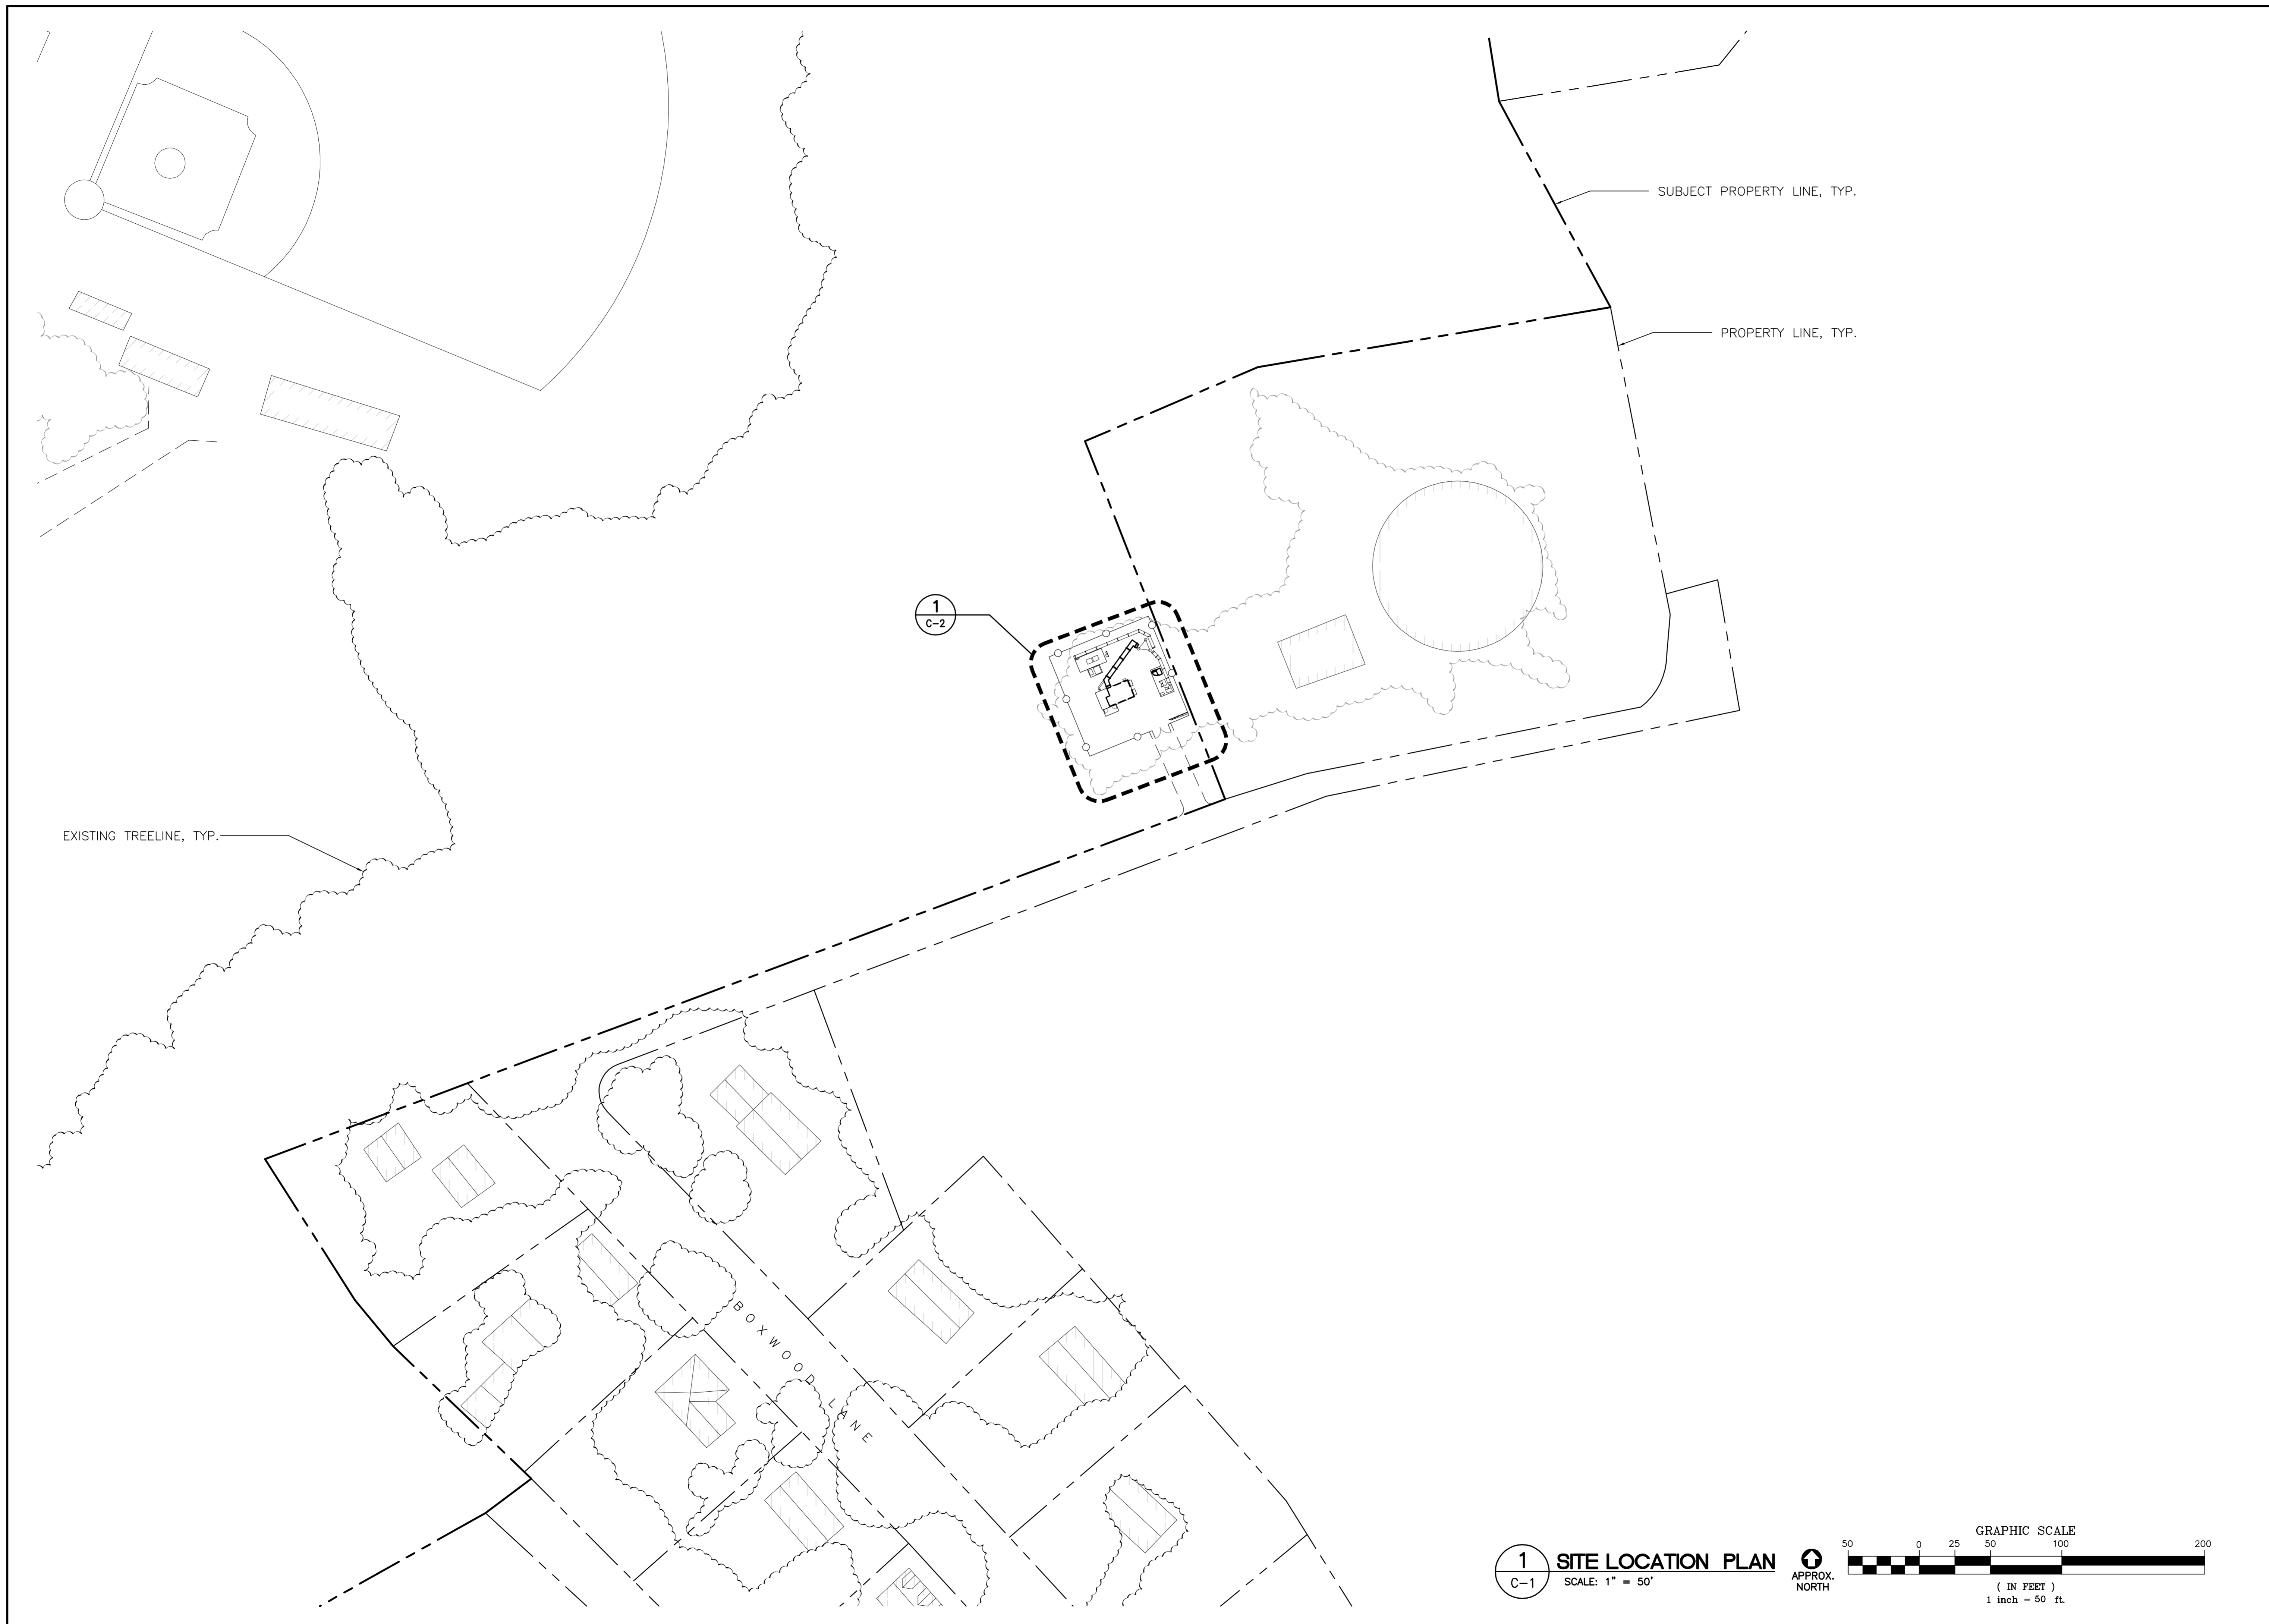 SUBJECT PROPERTY LINE, TYP.
PROPERTY LINE, TYP.
1
C-2
EXISTING TREELINE, TYP.
BOXWOOD LANE
1
C-1
SITE LOCATION PLAN
SCALE: 1" = 50'
APPROX.
NORTH
GRAPHIC SCALE
50 0 25 50 100 200
( IN FEET )
1 inch = 50 ft.